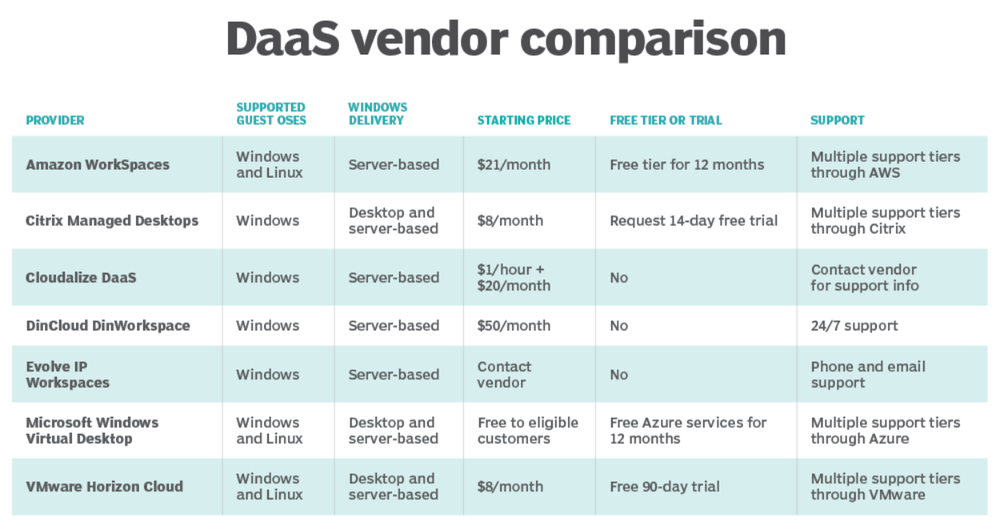 DaaS vendor comparison
PROVIDER
SUPPORTED
GUEST OSES
WINDOWS
DELIVERY
STARTING PRICE
FREE TIER OR TRIAL
SUPPORT
Amazon WorkSpaces
Windows
and Linux
Server-based
$21/month
Free tier for 12 months
Multiple support tiers
through AWS
Citrix Managed Desktops
Windows
Desktop and
server-based
$8/month
Request 14-day free trial
Multiple support tiers
through Citrix
Cloudalize DaaS
Windows
Server-based
$1/hour +
$20/month
No
Contact vendor
for support info
DinCloud DinWorkspace
Windows
Server-based
$50/month
No
24/7 support
Evolve IP
Workspaces
Windows
Server-based
Contact
vendor
No
Phone and email
support
Microsoft Windows
Virtual Desktop
Windows
and Linux
Desktop and
server-based
Free to eligible
customers
Free Azure services for
12 months
Multiple support tiers
through Azure
VMware Horizon Cloud
Windows
and Linux
Desktop and
server-based
$8/month
Free 90-day trial
Multiple support tiers
through VMware